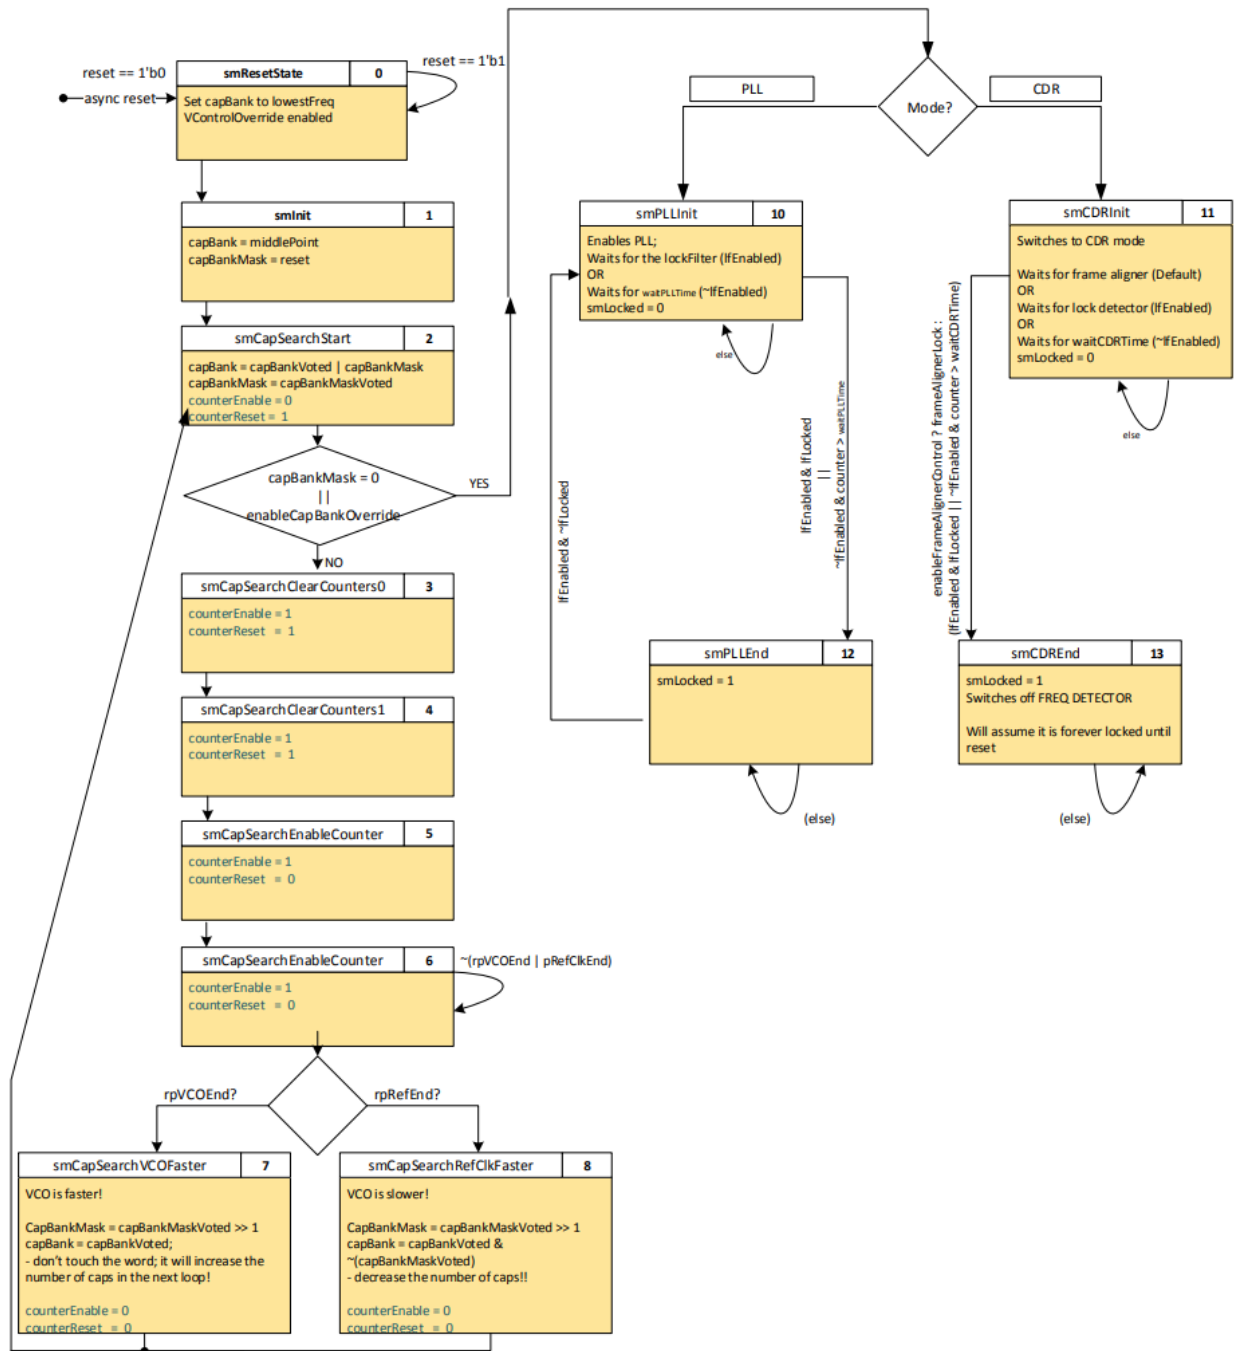 reset == 1'b0
async reset
smResetState 0
reset == 1'b1
Set capBank to lowestFreq
VControlOverride enabled
smInit 1
capBank = middlePoint
capBankMask = reset
smCapSearchStart 2
capBank = capBankVoted | capBankMask
capBankMask = capBankMaskVoted
counterEnable = 0
counterReset = 1
capBankMask = 0
||
enableCapBankOverride
YES
NO
smCapSearchClearCounters0 3
counterEnable = 1
counterReset = 1
smCapSearchClearCounters1 4
counterEnable = 1
counterReset = 1
smCapSearchEnableCounter 5
counterEnable = 1
counterReset = 0
smCapSearchEnableCounter 6
~(rpVCOEnd | pRefClkEnd)
counterEnable = 1
counterReset = 0
rpVCOEnd?
rpRefEnd?
smCapSearchVCOFaster 7
VCO is faster!
CapBankMask = capBankMaskVoted >> 1
capBank = capBankVoted;
- don't touch the word; it will increase the
number of caps in the next loop!
counterEnable = 0
counterReset = 0
smCapSearchRefClkFaster 8
VCO is slower!
CapBankMask = capBankMaskVoted >> 1
capBank = capBankVoted &
~(capBankMaskVoted)
- decrease the number of caps!!
counterEnable = 0
counterReset = 0
Mode?
PLL
CDR
smPLLInit 10
Enables PLL;
Waits for the lockFilter (lfEnabled)
OR
Waits for waitPLLTime (~lfEnabled)
smLocked = 0
else
lfEnabled & ~lfLocked
lfEnabled & lfLocked
||
~lfEnabled & counter > waitPLLTime
smPLLEnd 12
smLocked = 1
(else)
smCDRInit 11
Switches to CDR mode
Waits for frame aligner (Default)
OR
Waits for lock detector (lfEnabled)
OR
Waits for waitCDRTime (~lfEnabled)
smLocked = 0
else
enableFrameAlignerControl ? frameAlignerLock :
(lfEnabled & lfLocked || ~lfEnabled & counter > waitCDRTime)
smCDREnd 13
smLocked = 1
Switches off FREQ DETECTOR
Will assume it is forever locked until
reset
(else)